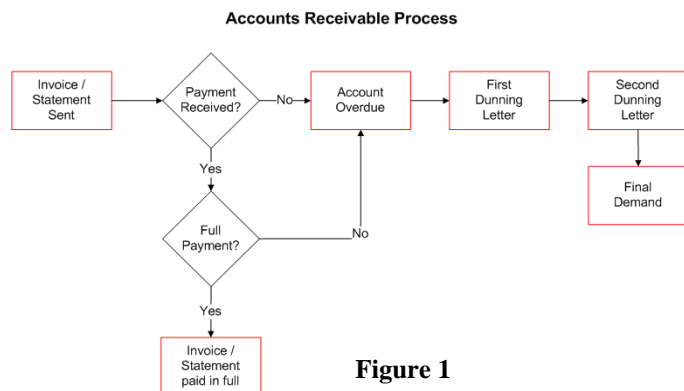 Accounts Receivable Process
Invoice /
Statement
Sent
Payment
Received?
No
Account
Overdue
First
Dunning
Letter
Second
Dunning
Letter
Yes
Final
Demand
Full
Payment?
No
Yes
Invoice /
Statement
paid in full
Figure 1